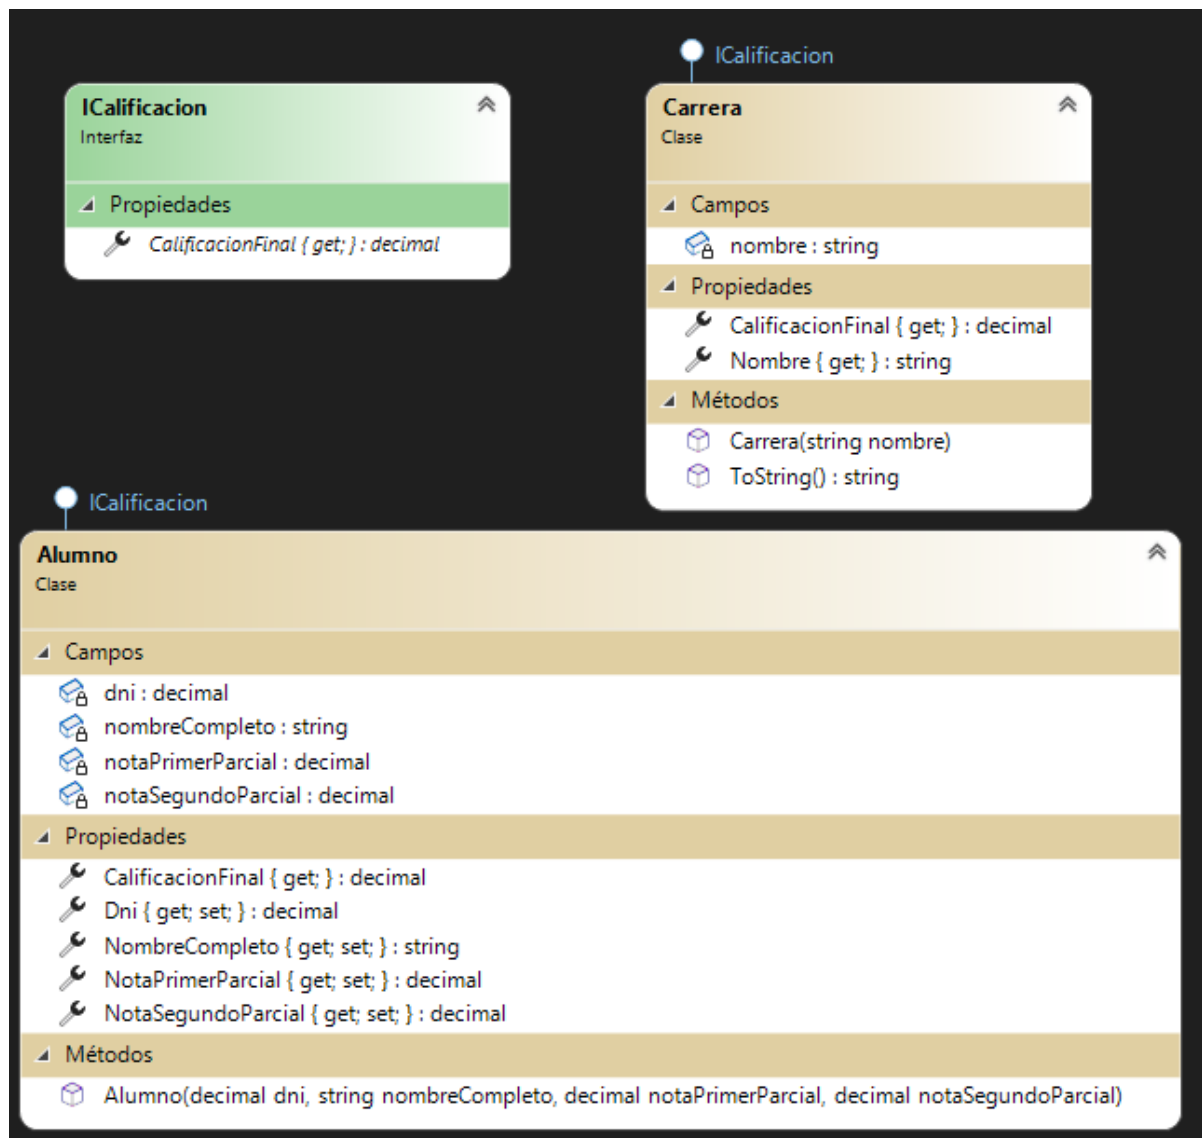 ICalificacion
Interfaz
Propiedades
CalificacionFinal { get; } : decimal
ICalificacion
Carrera
Clase
Campos
nombre : string
Propiedades
CalificacionFinal { get; } : decimal
Nombre { get; } : string
Métodos
Carrera(string nombre)
ToString() : string
ICalificacion
Alumno
Clase
Campos
dni : decimal
nombreCompleto : string
notaPrimerParcial : decimal
notaSegundoParcial : decimal
Propiedades
CalificacionFinal { get; } : decimal
Dni { get; set; } : decimal
NombreCompleto { get; set; } : string
NotaPrimerParcial { get; set; } : decimal
NotaSegundoParcial { get; set; } : decimal
Métodos
Alumno(decimal dni, string nombreCompleto, decimal notaPrimerParcial, decimal notaSegundoParcial)